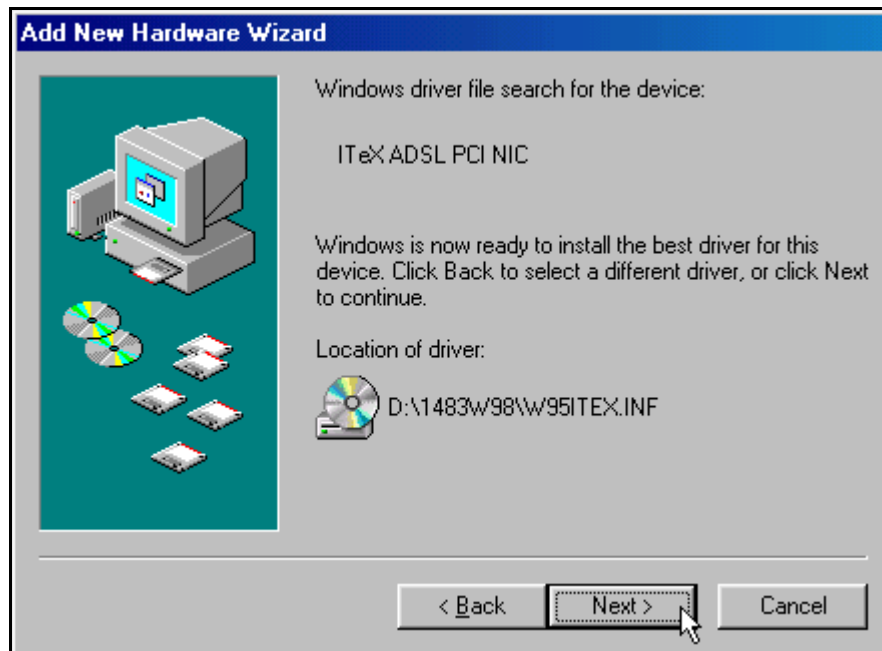 Add New Hardware Wizard
Windows driver file search for the device:
ITeX ADSL PCI NIC
Windows is now ready to install the best driver for this
device. Click Back to select a different driver, or click Next
to continue.
Location of driver:
D:\1483W98\W95ITEX.INF
< Back
Next >
Cancel